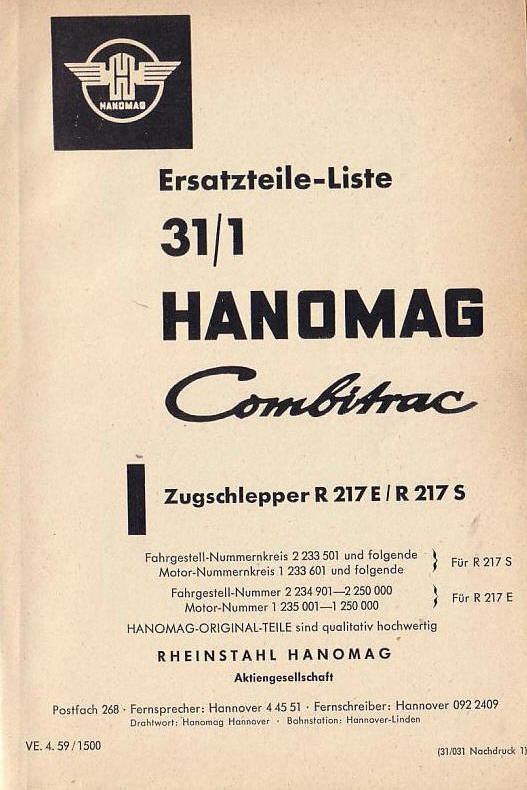 HANOMAG
Ersatzteile-Liste
31/1
HANOMAG
Combitrac
Zugschlepper R 217 E / R 217 S
Fahrgestell-Nummernkreis 2 233 501 und folgende
Motor-Nummernkreis 1 233 601 und folgende
Für R 217 S
Fahrgestell-Nummer 2 234 901—2 250 000
Motor-Nummer 1 235 001—1 250 000
Für R 217 E
HANOMAG-ORIGINAL-TEILE sind qualitativ hochwertig
RHEINSTAHL HANOMAG
Aktiengesellschaft
Postfach 268 · Fernsprecher: Hannover 4 45 51 · Fernschreiber: Hannover 092 2409
Drahtwort: Hanomag Hannover · Bahnstation: Hannover-Linden
VE. 4. 59/1500
(31/031 Nachdruck 1)